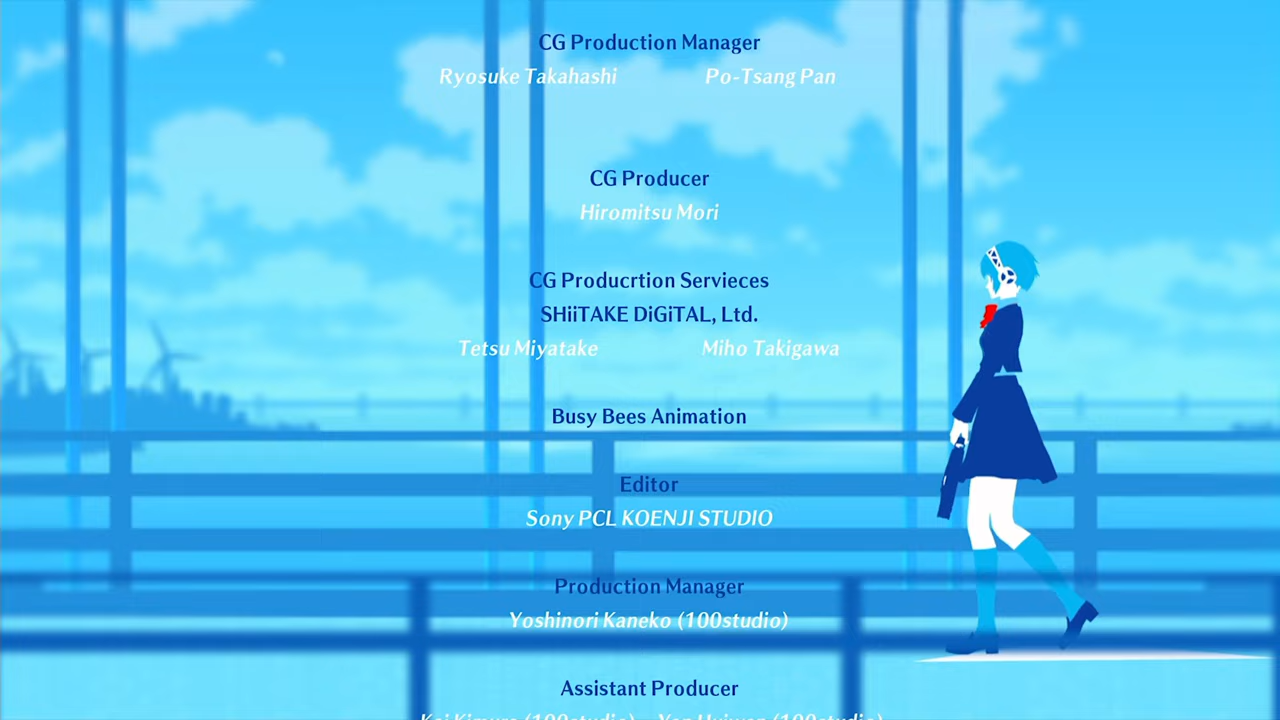 CG Production Manager
Ryosuke Takahashi Po-Tsang Pan
CG Producer
Hiromitsu Mori
CG Producrtion Servieces
SHiiTAKE DiGiTAL, Ltd.
Tetsu Miyatake Miho Takigawa
Busy Bees Animation
Editor
Sony PCL KOENJI STUDIO
Production Manager
Yoshinori Kaneko (100studio)
Assistant Producer
(100studio)